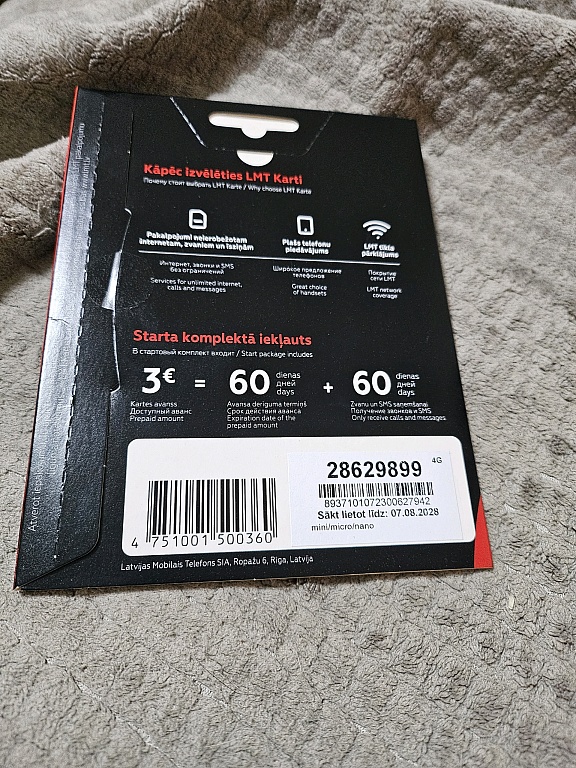 Kāpēc izvēlēties LMT Karti
Почему стоит выбрать LMT Karte / Why choose LMT Karte
Pakalpojumi neierobežotam
internetam, zvaniem un īsziņām
Интернет, звонки и SMS
без ограничений
Services for unlimited internet,
calls and messages
Plašs telefonu
piedāvājums
Широкое предложение
телефонов
Great choice
of handsets
LMT tīkla
pārklājums
Покрытие
сети LMT
LMT network
coverage
Starta komplektā iekļauts
В стартовый комплект входит / Start package includes
3€ = 60 dienas дней days + 60 dienas дней days
Kartes avanss
Доступный аванс
Prepaid amount
Avansa derīguma termiņš
Срок действия аванса
Expiration date of the
prepaid amount
Zvanu un SMS saņemšanai
Получение звонков и SMS
Only receive calls and messages
4 751001 500360
28629899
4G
8937101072300627942
Sākt lietot līdz: 07.08.2028
mini/micro/nano
Latvijas Mobilais Telefons SIA, Ropažu 6, Rīga, Latvija